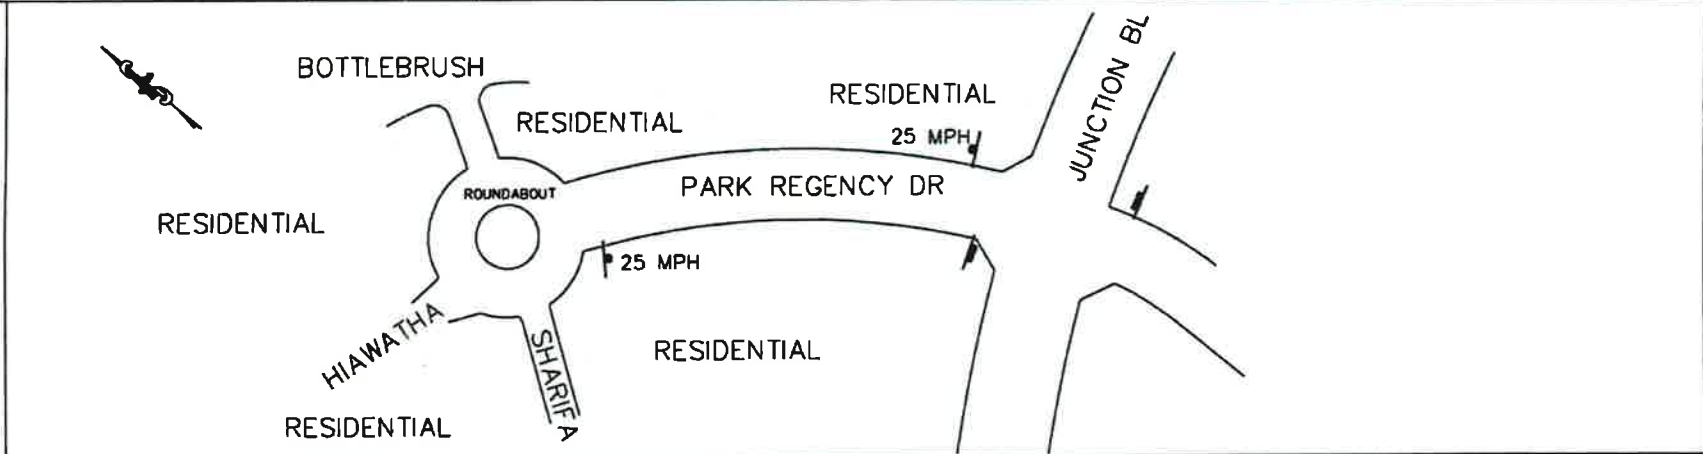 BOTTLEBRUSH
RESIDENTIAL
RESIDENTIAL
25 MPH
JUNCTION BL
ROUNDABOUT
PARK REGENCY DR
RESIDENTIAL
25 MPH
HIAWATHA
SHARIFA
RESIDENTIAL
RESIDENTIAL